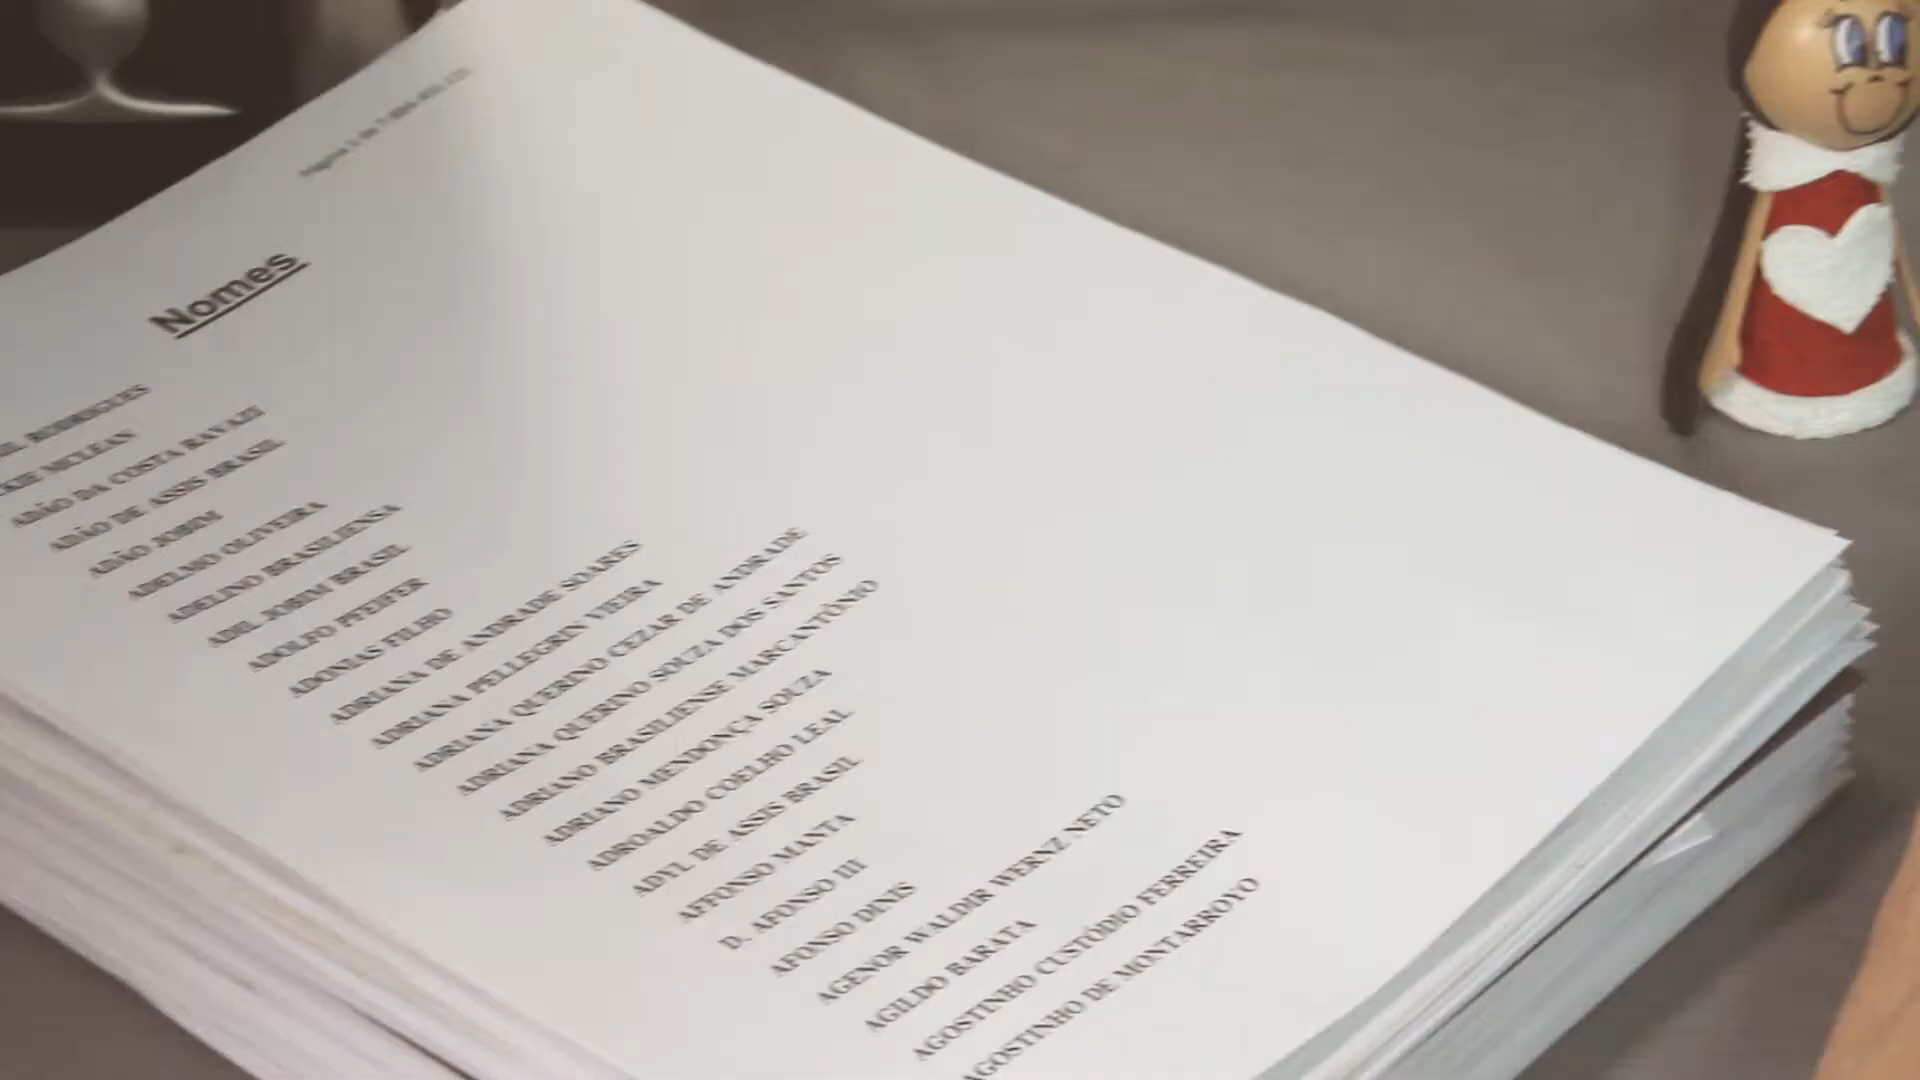 Nomes
RODRIGUES
MCLEAN
ADÃO DA COSTA RAVAZI
ADÃO DE ASSIS BRASIL
ADÃO JOBIM
ADELMO OLIVEIRA
ADELINO BRASILIENSA
ADIL JOBIM BRASIL
ADOLFO PFEIFER
ADONIAS FILHO
ADRIANA DE ANDRADE SOARES
ADRIANA PELLEGRIN VIEIRA
ADRIANA QUERINO CEZAR DE ANDRADE
ADRIANA QUERINO SOUZA DOS SANTOS
ADRIANO BRASILIENSE MARCANTÔNIO
ADRIANO MENDONÇA SOUZA
ADROALDO COELHO LEAL
ADYL DE ASSIS BRASIL
AFFONSO MANTA
D. AFONSO III
AFONSO DINIS
AGENOR WALDIR WERNZ NETO
AGILDO BARATA
AGOSTINHO CUSTÓDIO FERREIRA
AGOSTINHO DE MONTARROYO